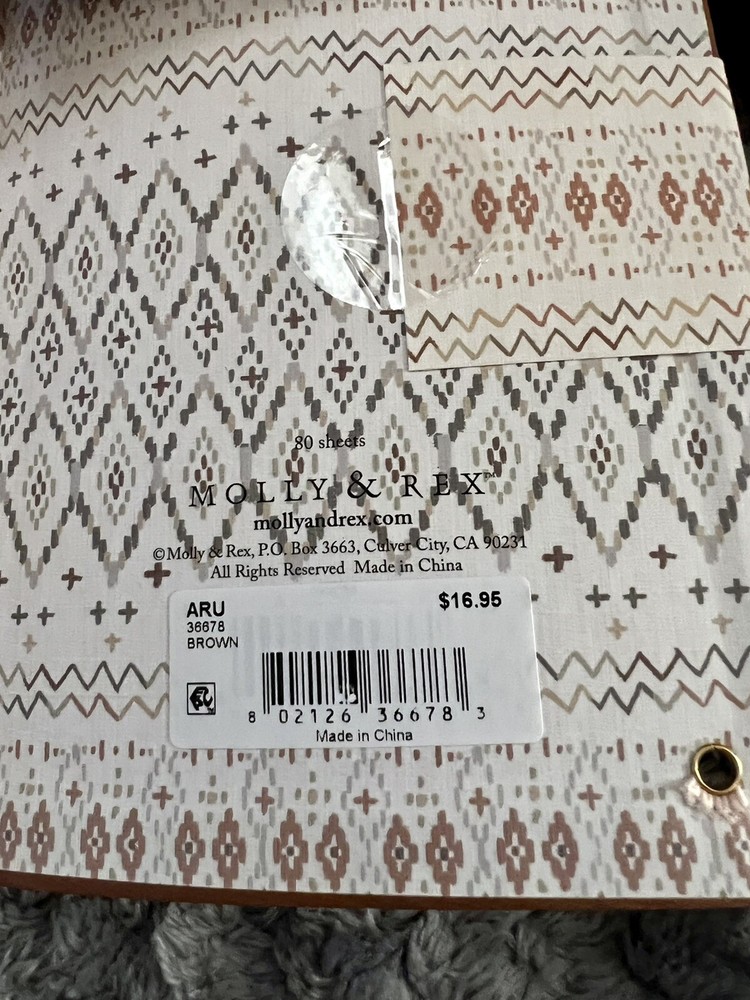 80 sheets
MOLLY & REX™
mollyandrex.com
©Molly & Rex, P.O. Box 3663, Culver City, CA 90231
All Rights Reserved Made in China
ARU
$16.95
36678
BROWN
8 02126 36678 3
Made in China